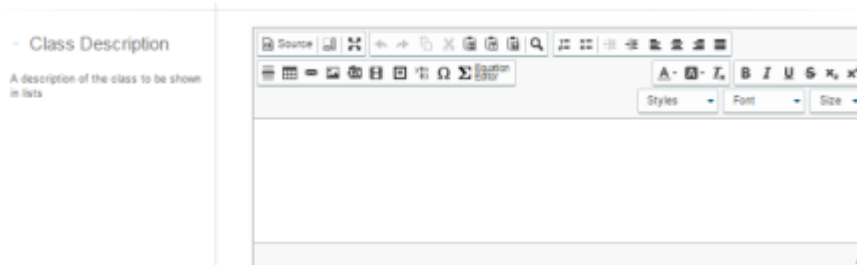 Class Description
A description of the class to be shown
in lists
Source
Equation
Editor
Styles
Font
Size